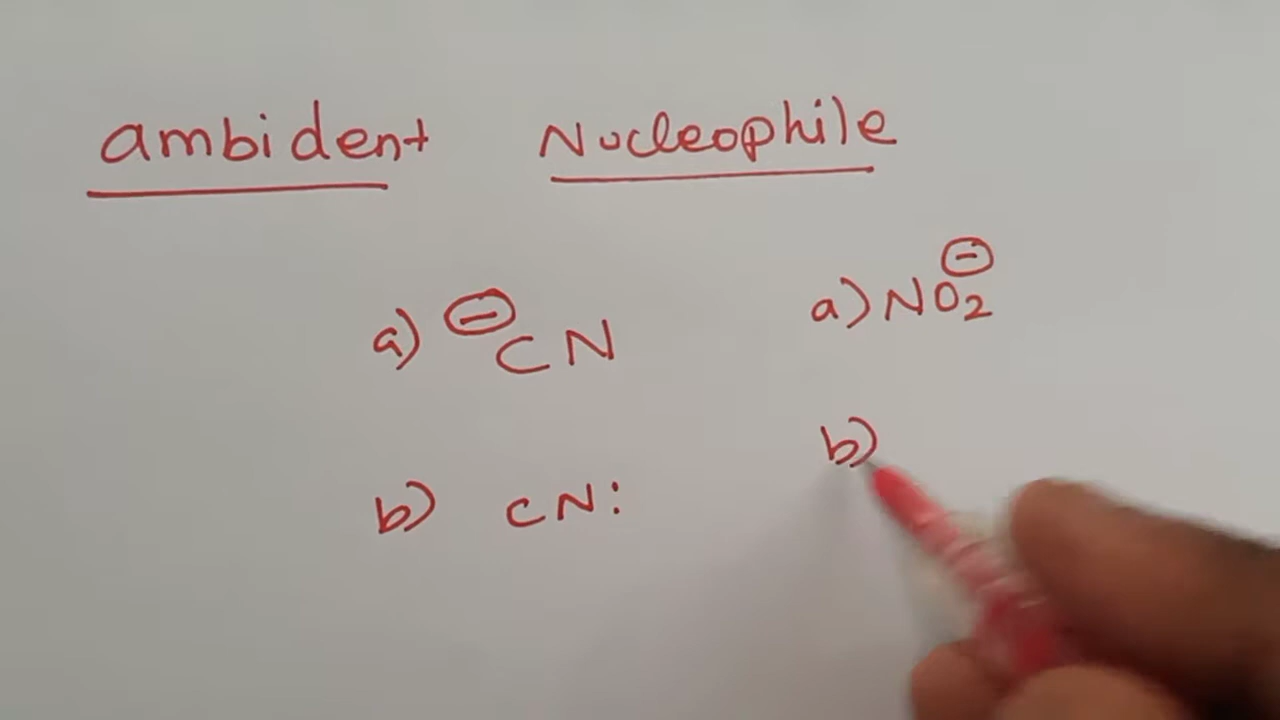 ambident Nucleophile
a) ⊖CN
b) CN:
a) NO₂⊖
b)